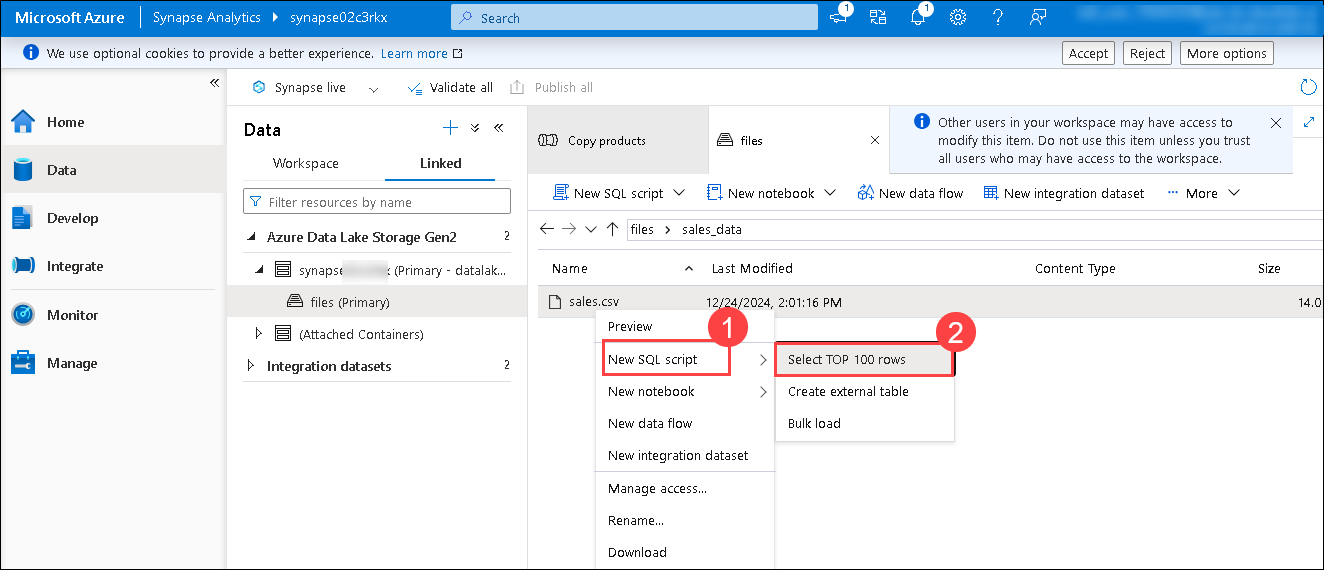 Microsoft Azure
Synapse Analytics
synapse02c3rkx
Search
1
1
We use optional cookies to provide a better experience. Learn more
Accept
Reject
More options
Synapse live
Validate all
Publish all
Home
Data
Develop
Integrate
Monitor
Manage
Data
Workspace
Linked
Filter resources by name
Azure Data Lake Storage Gen2
2
synapse
(Primary - datalak...
files (Primary)
(Attached Containers)
Integration datasets
2
Copy products
files
Other users in your workspace may have access to
modify this item. Do not use this item unless you trust
all users who may have access to the workspace.
New SQL script
New notebook
New data flow
New integration dataset
More
files
sales_data
Name
Last Modified
Content Type
Size
sales.csv
12/24/2024, 2:01:16 PM
14.0
Preview
1
New SQL script
New notebook
New data flow
New integration dataset
Manage access...
Rename...
Download
2
Select TOP 100 rows
Create external table
Bulk load